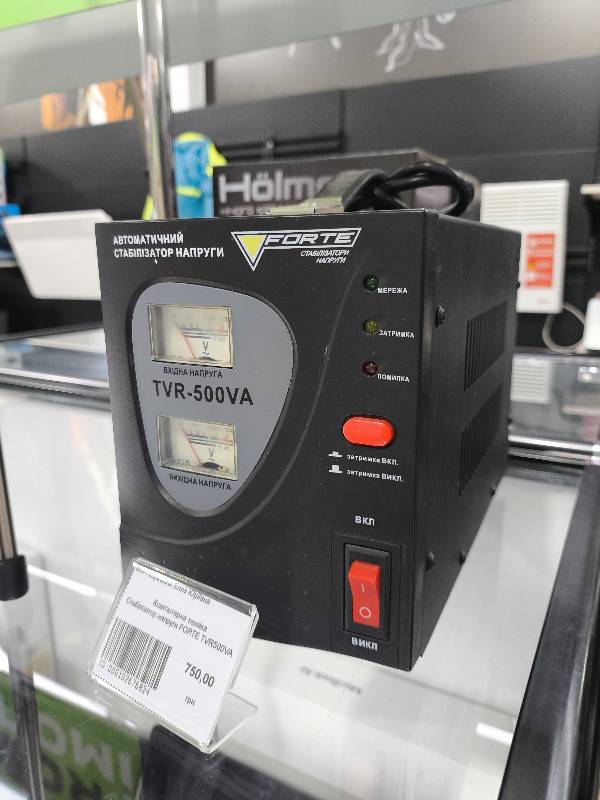 Hölm
АВТОМАТИЧНИЙ
СТАБІЛІЗАТОР НАПРУГИ
FORTE
СТАБІЛІЗАТОРИ
НАПРУГИ
МЕРЕЖА
ЗАТРИМКА
ПОМИЛКА
V
ВХІДНА НАПРУГА
TVR-500VA
V
ВИХІДНА НАПРУГА
затримка ВКЛ.
затримка ВИКЛ.
ВКЛ
I
O
ВИКЛ
Комп'ютерна техніка
Стабілізатор напруги FORTE TVR500VA
750,00
грн